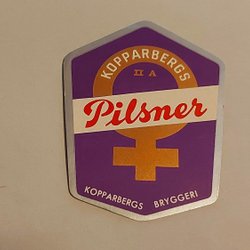 KOPPARBERGS
II A
Pilsner
KOPPARBERGS BRYGGERI